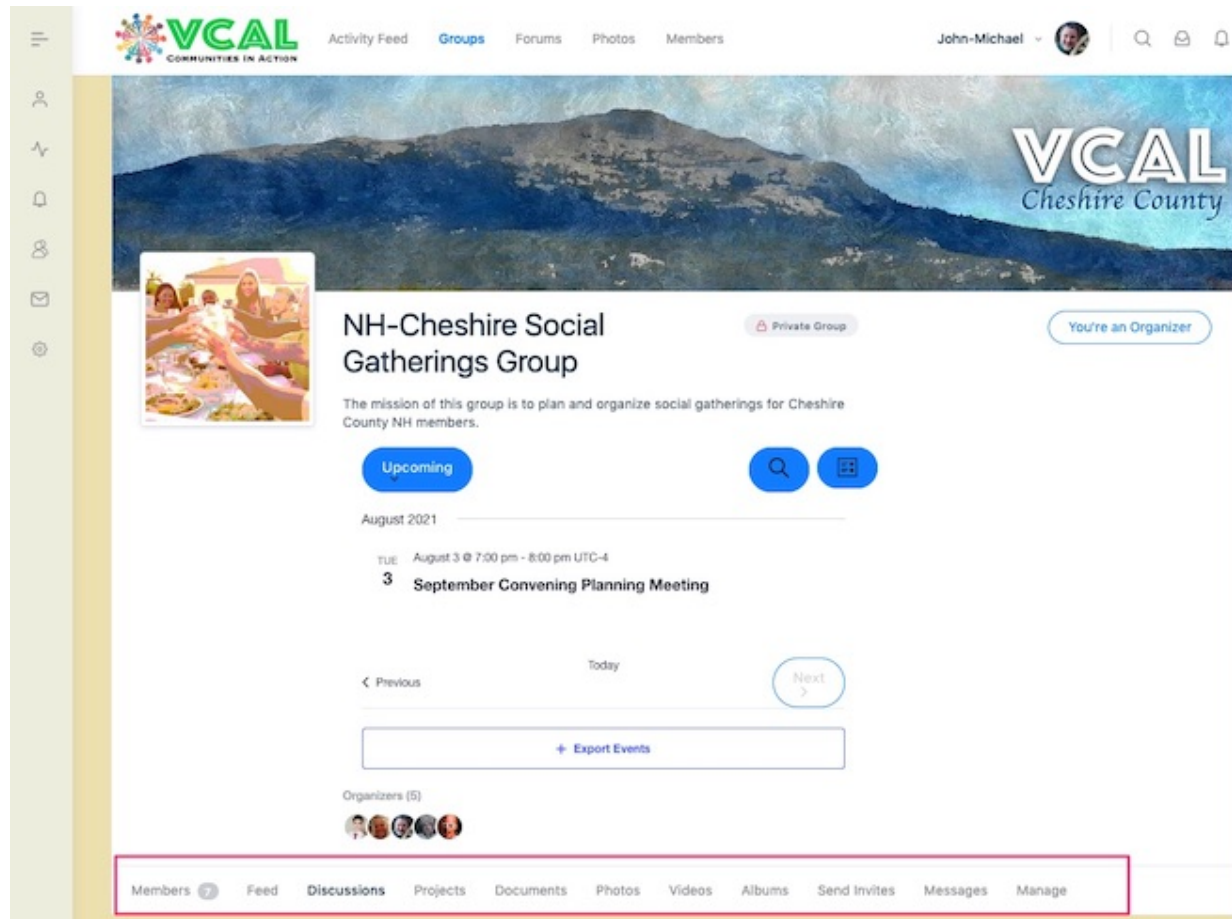 VCAL
COMMUNITIES IN ACTION
Activity Feed Groups Forums Photos Members
John-Michael
VCAL
Cheshire County
NH-Cheshire Social
Gatherings Group
Private Group
You're an Organizer
The mission of this group is to plan and organize social gatherings for Cheshire
County NH members.
Upcoming
August 2021
TUE
3
August 3 @ 7:00 pm - 8:00 pm UTC-4
September Convening Planning Meeting
Previous
Today
Next
+ Export Events
Organizers (5)
Members 7 Feed Discussions Projects Documents Photos Videos Albums Send Invites Messages Manage